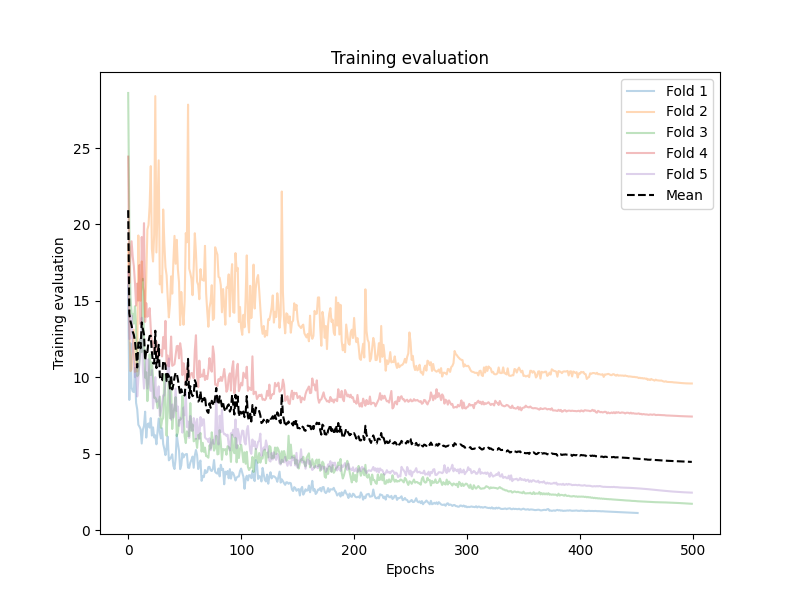 Training evaluation
Fold 1
Fold 2
Fold 3
Fold 4
Fold 5
Mean
Training evaluation
25
20
15
10
5
0
0 100 200 300 400 500
Epochs